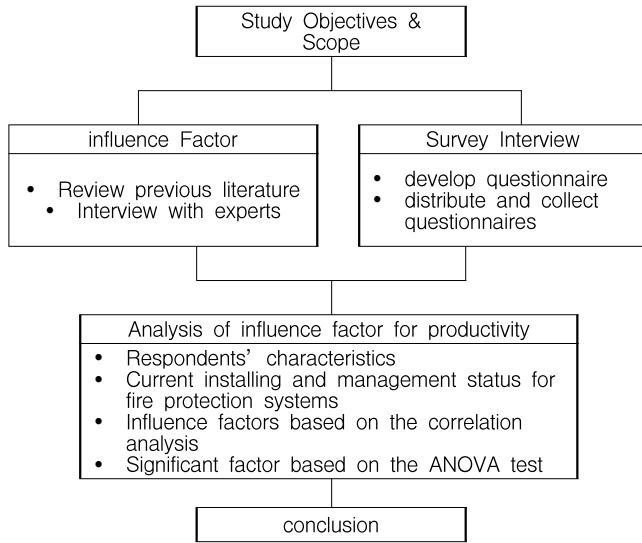 Study Objectives &
Scope
influence Factor
• Review previous literature
• Interview with experts
Survey Interview
• develop questionnaire
• distribute and collect
questionnaires
Analysis of influence factor for productivity
• Respondents’ characteristics
• Current installing and management status for
fire protection systems
• Influence factors based on the correlation
analysis
• Significant factor based on the ANOVA test
conclusion